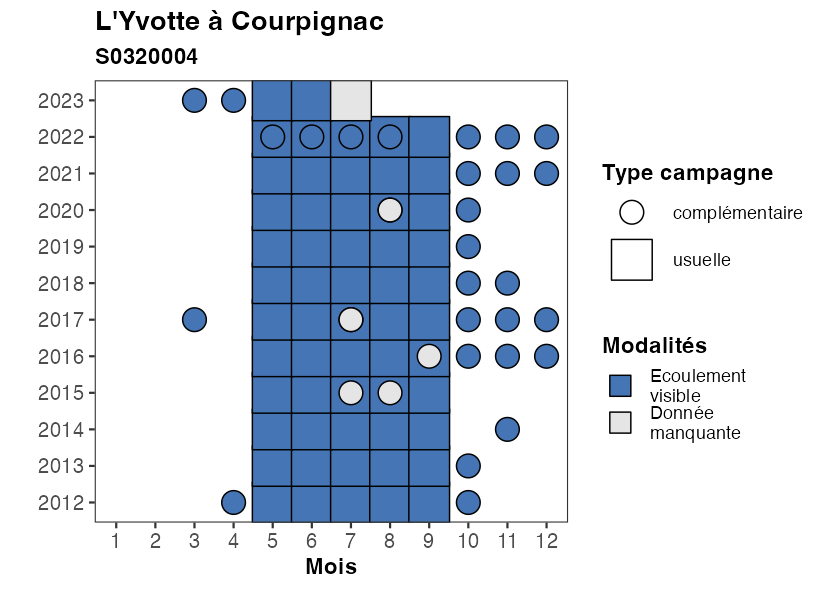 L'Yvotte à Courpignac
S0320004
2023
2022
2021
2020
2019
2018
2017
2016
2015
2014
2013
2012
1 2 3 4 5 6 7 8 9 10 11 12
Mois
Type campagne
complémentaire
usuelle
Modalités
Ecoulement
visible
Donnée
manquante